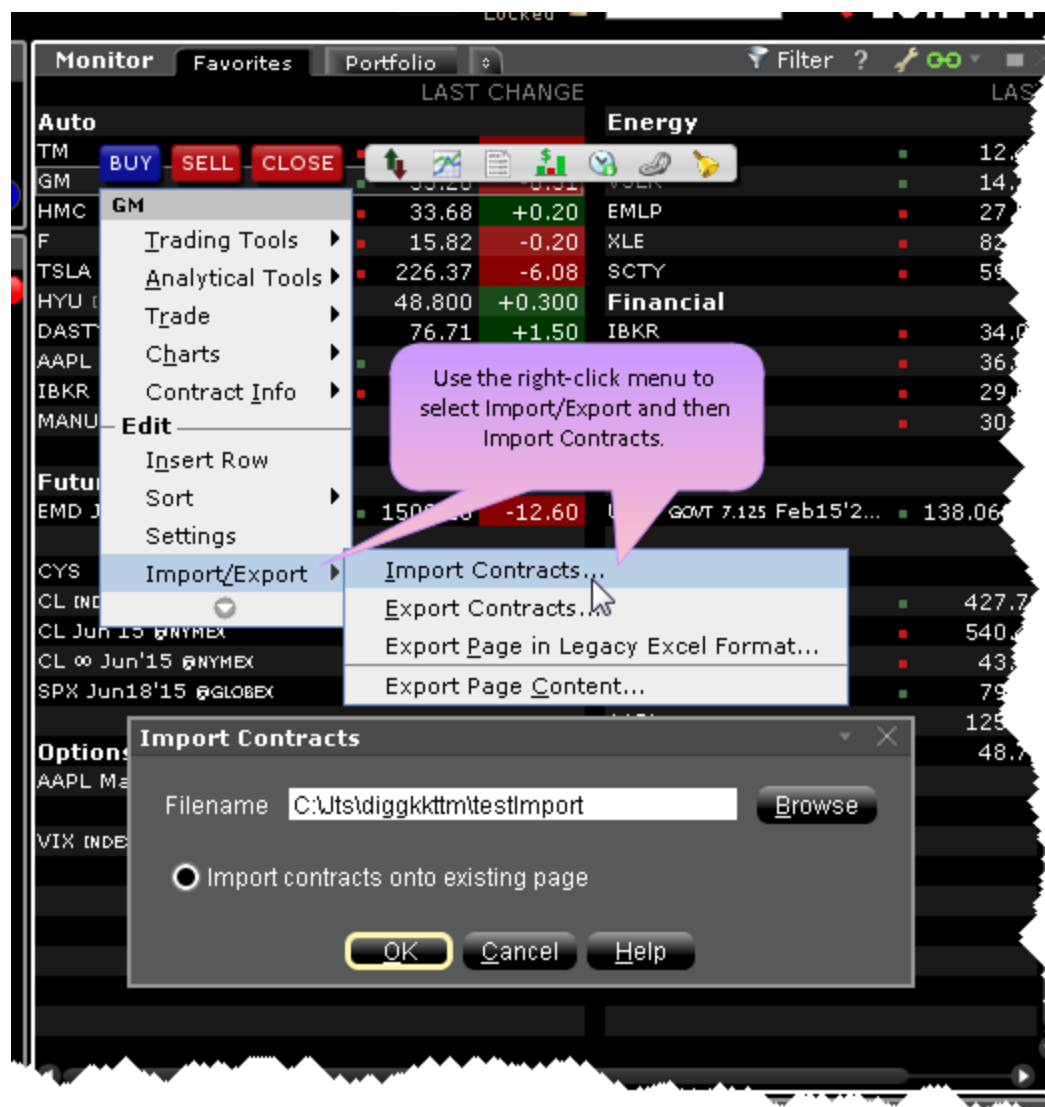 Locked
Monitor Favorites Portfolio Filter ?
LAST CHANGE LAS
Auto Energy
TM 12.
BUY SELL CLOSE
GM 14.
HMC 33.68 +0.20 EMLP 27
GM
F 15.82 -0.20 XLE 82
Trading Tools
TSLA 226.37 -6.08 SCTY 59
Analytical Tools
HYU 48.800 +0.300 Financial
Trade
DAST 76.71 +1.50 IBKR 34.0
Charts
AAPL 36.
IBKR 29
Contract Info
MANU 30
Edit
Use the right-click menu to
select Import/Export and then
Import Contracts.
Insert Row
Futu
Sort
EMD J -12.60 GOVT 7.125 Feb15'2... 138.06
Settings
CYS
Import/Export
Import Contracts...
CL IND 427.7
Export Contracts...
CL Jun'15 @NYMEX 540.
Export Page in Legacy Excel Format...
CL ∞ Jun'15 @NYMEX 43
Export Page Content...
SPX Jun18'15 @GLOBEX 79
125
Options 48.7
Import Contracts
AAPL Ma
Filename C:\Jts\diggkkttm\testImport Browse
VIX INDE
Import contracts onto existing page
OK Cancel Help